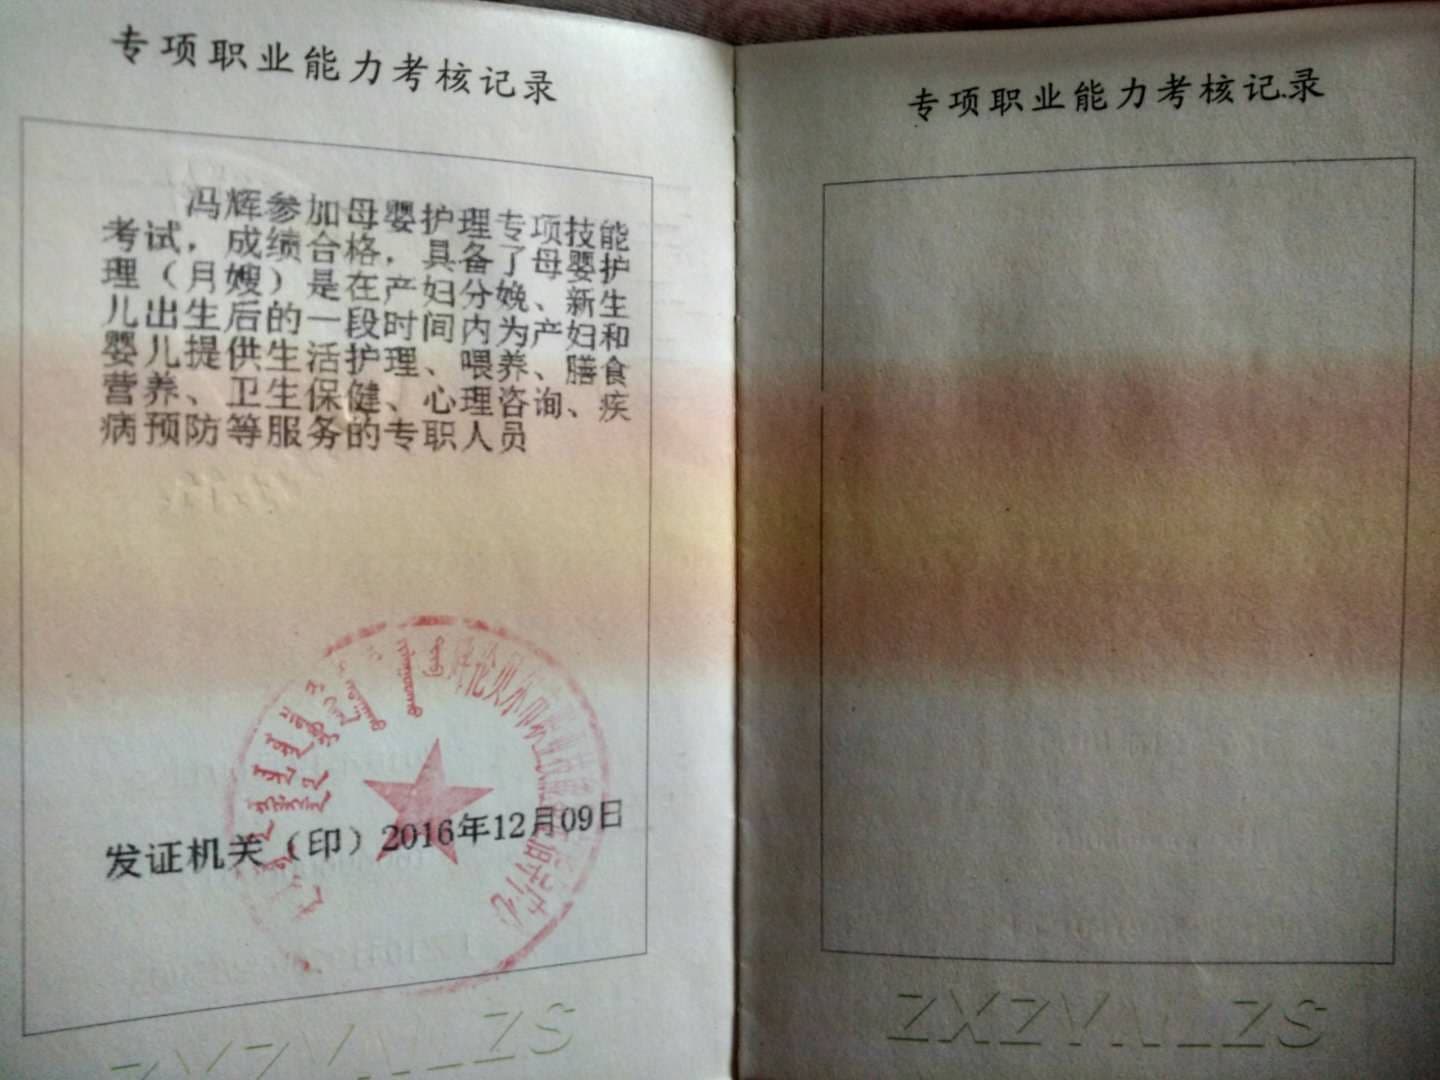 专项职业能力考核记录
冯辉参加母婴护理专项技能
考试，成绩合格，具备了母婴护
理（月嫂）是在产妇分娩、新生
儿出生后的一段时间内为产妇和
婴儿提供生活护理、喂养、膳食
营养、卫生保健、心理咨询、疾
病预防等服务的专职人员
发证机关（印）2016年12月09日
ZXZYNLZS
专项职业能力考核记录
ZXZYNLZS